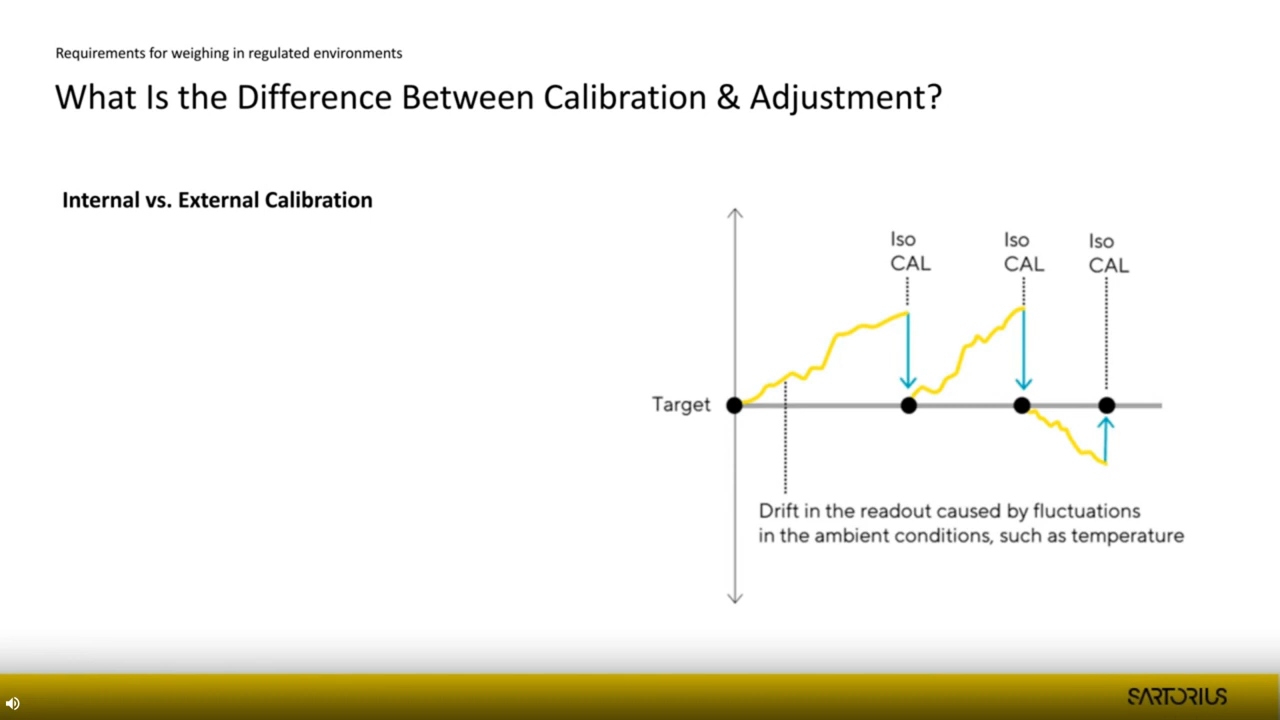 Requirements for weighing in regulated environments
What Is the Difference Between Calibration & Adjustment?
Internal vs. External Calibration
Iso
CAL
Iso
CAL
Iso
CAL
Target
Drift in the readout caused by fluctuations
in the ambient conditions, such as temperature
SARTORIUS